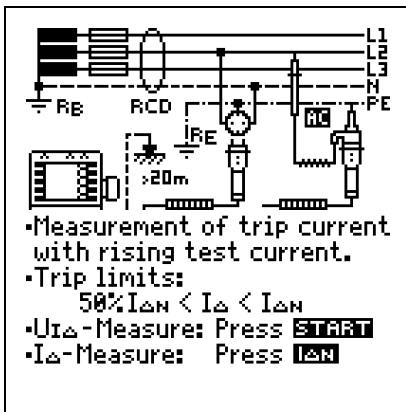 L1
L2
L3
N
PE
RB
RCD
RE
AC
>20m
•Measurement of trip current
with rising test current.
•Trip limits:
50%IΔN < IΔ < IΔN
•UIΔ-Measure: Press START
•IΔ-Measure: Press IΔN